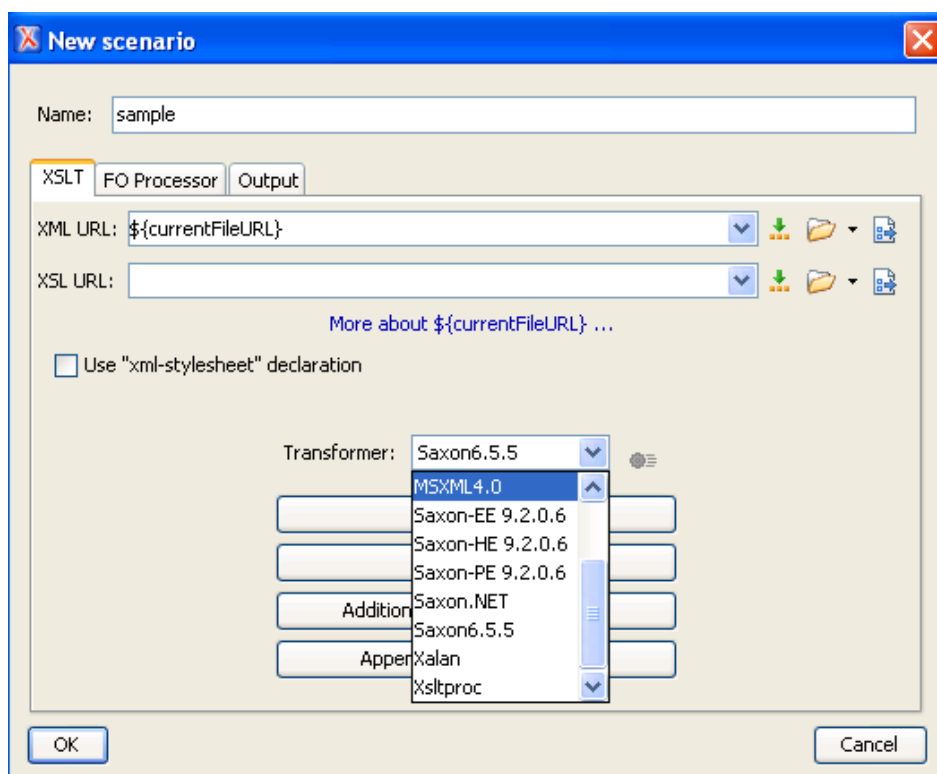 New scenario
Name: sample
XSLT FO Processor Output
XML URL: ${currentFileURL}
XSL URL:
More about ${currentFileURL} ...
Use "xml-stylesheet" declaration
Transformer: Saxon6.5.5
MSXML4.0
Saxon-EE 9.2.0.6
Saxon-HE 9.2.0.6
Saxon-PE 9.2.0.6
Saxon.NET
Saxon6.5.5
Xalan
Xsltproc
OK Cancel